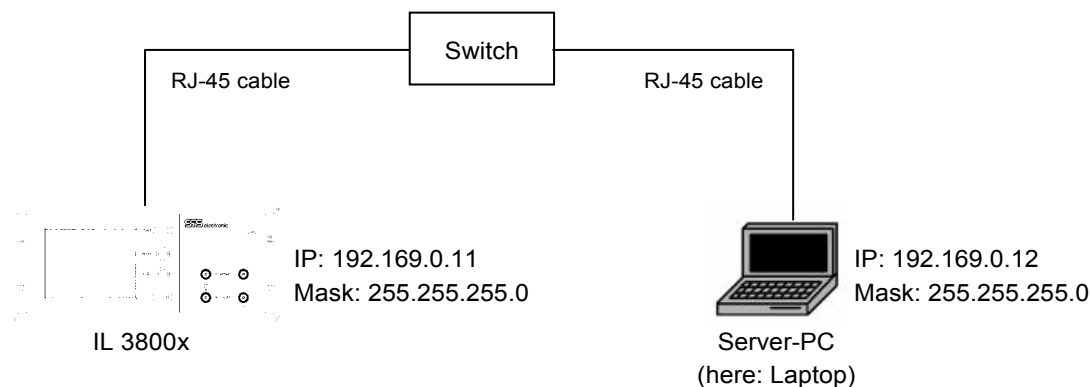 Switch
RJ-45 cable
RJ-45 cable
electronic
IP: 192.169.0.11
Mask: 255.255.255.0
IL 3800x
IP: 192.169.0.12
Mask: 255.255.255.0
Server-PC
(here: Laptop)